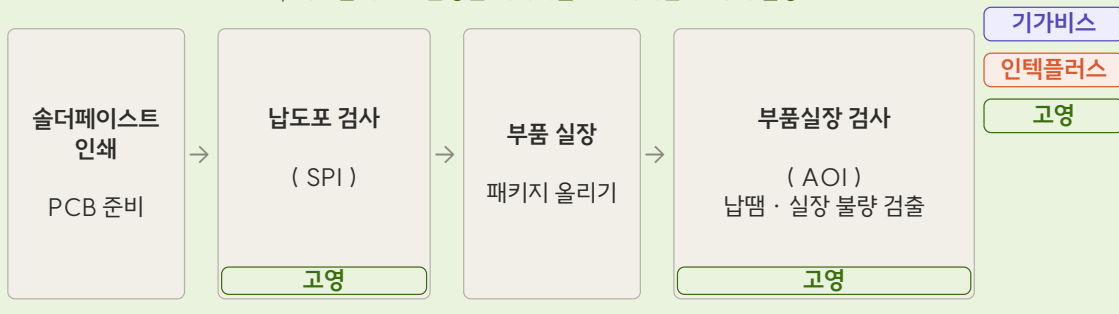 솔더페이스트
인쇄
PCB 준비
→
납도포 검사
( SPI )
고영
→
부품 실장
패키지 올리기
→
부품실장 검사
( AOI )
납땜 · 실장 불량 검출
고영
기가비스
인텍플러스
고영